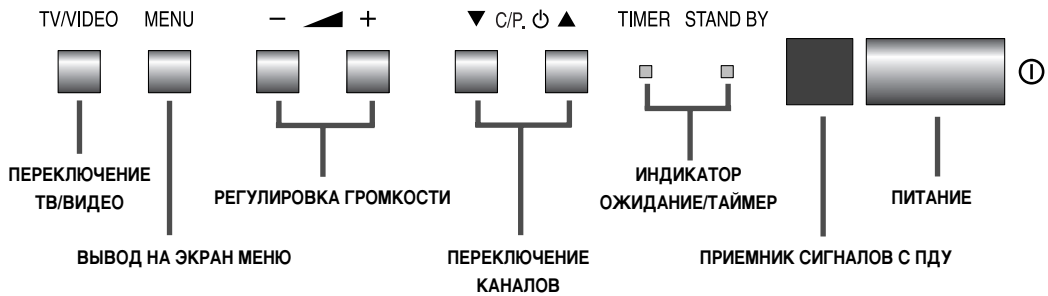 TV/VIDEO MENU − + ▼ C/P. ⏻ ▲ TIMER STAND BY
ПЕРЕКЛЮЧЕНИЕ
ТВ/ВИДЕО
ВЫВОД НА ЭКРАН МЕНЮ
РЕГУЛИРОВКА ГРОМКОСТИ
ПЕРЕКЛЮЧЕНИЕ
КАНАЛОВ
ИНДИКАТОР
ОЖИДАНИЕ/ТАЙМЕР
ПРИЕМНИК СИГНАЛОВ С ПДУ
ПИТАНИЕ